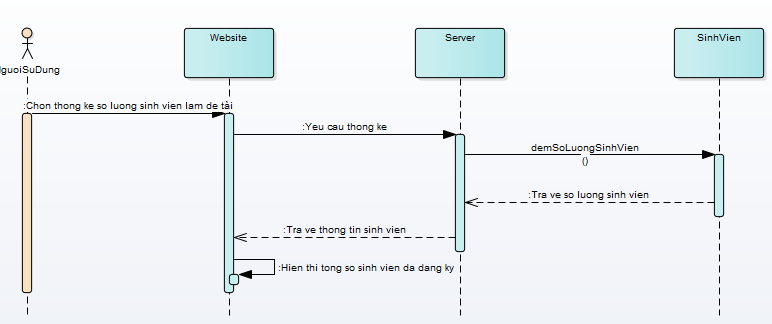 Website
Server
SinhVien
NguoiSuDung
:Chon thong ke so luong sinh vien lam de tài
:Yeu cau thong ke
demSoLuongSinhVien
()
:Tra ve so luong sinh vien
:Tra ve thong tin sinh vien
:Hien thi tong so sinh vien da dang ky